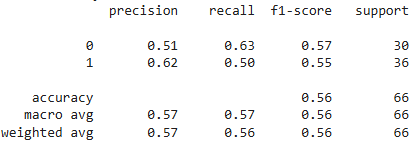 precision recall f1-score support
0 0.51 0.63 0.57 30
1 0.62 0.50 0.55 36
accuracy 0.56 66
macro avg 0.57 0.57 0.56 66
weighted avg 0.57 0.56 0.56 66